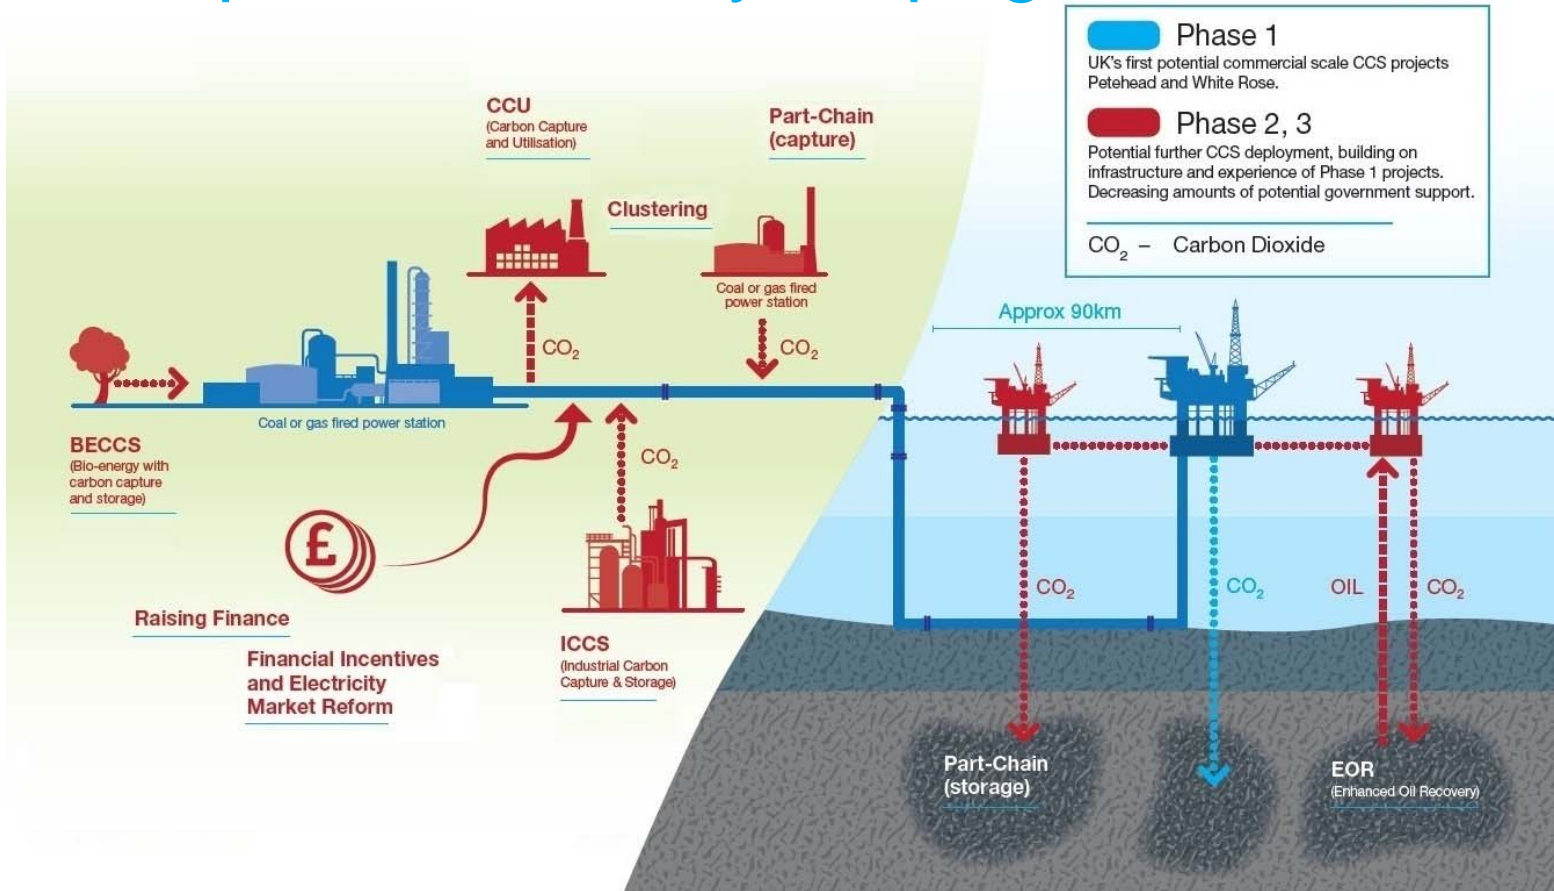 Phase 1
UK's first potential commercial scale CCS projects
Petehead and White Rose.
Phase 2, 3
Potential further CCS deployment, building on
infrastructure and experience of Phase 1 projects.
Decreasing amounts of potential government support.
CO₂ – Carbon Dioxide
CCU
(Carbon Capture
and Utilisation)
Part-Chain
(capture)
Clustering
Coal or gas fired
power station
CO₂
CO₂
Approx 90km
Coal or gas fired power station
BECCS
(Bio-energy with
carbon capture
and storage)
CO₂
£
Raising Finance
Financial Incentives
and Electricity
Market Reform
ICCS
(Industrial Carbon
Capture & Storage)
CO₂
CO₂
OIL
CO₂
Part-Chain
(storage)
EOR
(Enhanced Oil Recovery)